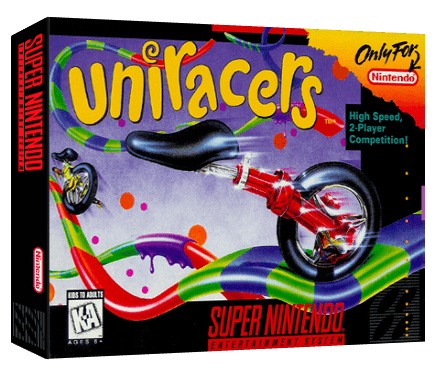 SUPER NINTENDO
ENTERTAINMENT SYSTEM
Nintendo
uniracers
TM
Only For
Nintendo
High Speed,
2-Player
Competition!
KIDS TO ADULTS
K-A
AGES 6+
SUPER NINTENDO
ENTERTAINMENT SYSTEM